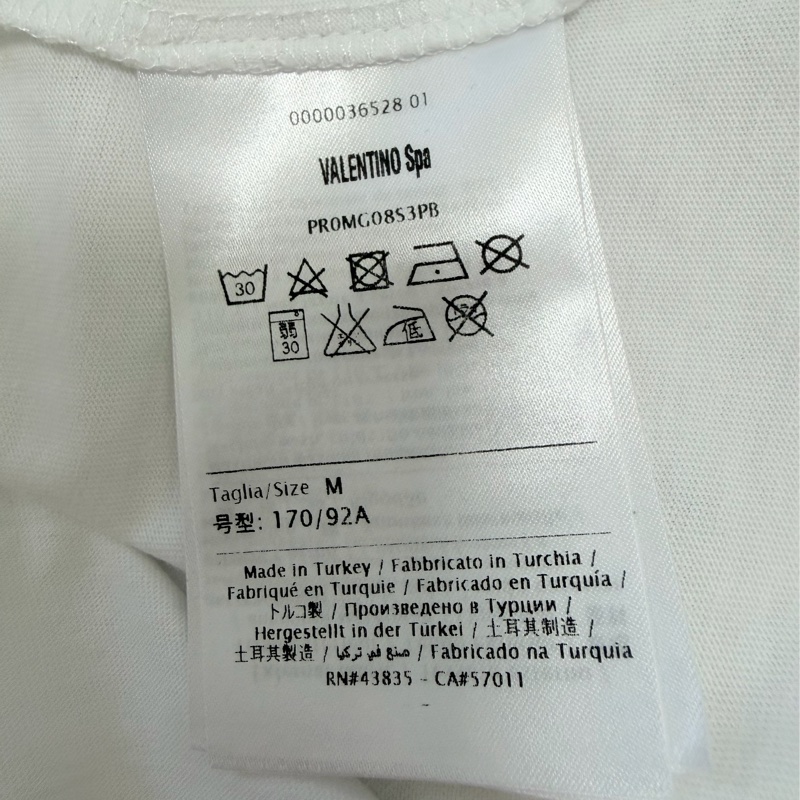 0000036528 01
VALENTINO Spa
PR0MG08S3PB
30
弱
30
低
Taglia/Size M
号型: 170/92A
Made in Turkey / Fabbricato in Turchia /
Fabriqué en Turquie / Fabricado en Turquía /
トルコ製 / Произведено в Турции /
Hergestellt in der Türkei / 土耳其制造 /
土耳其製造 / صنع في تركيا / Fabricado na Turquia
RN#43835 - CA#57011
-